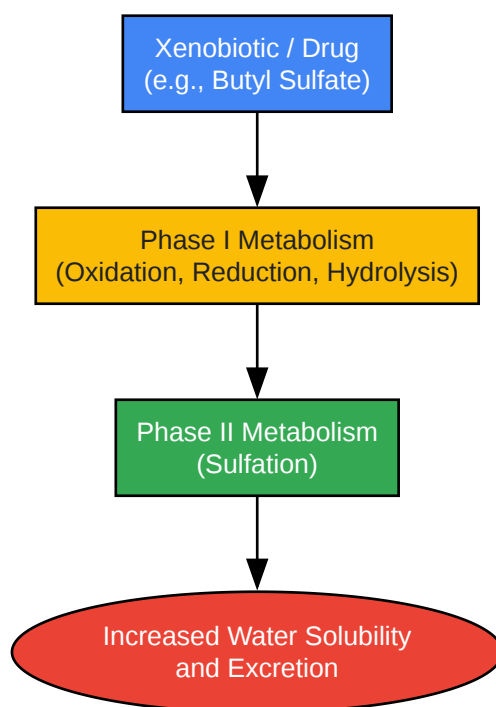 Xenobiotic / Drug
(e.g., Butyl Sulfate)
Phase I Metabolism
(Oxidation, Reduction, Hydrolysis)
Phase II Metabolism
(Sulfation)
Increased Water Solubility
and Excretion